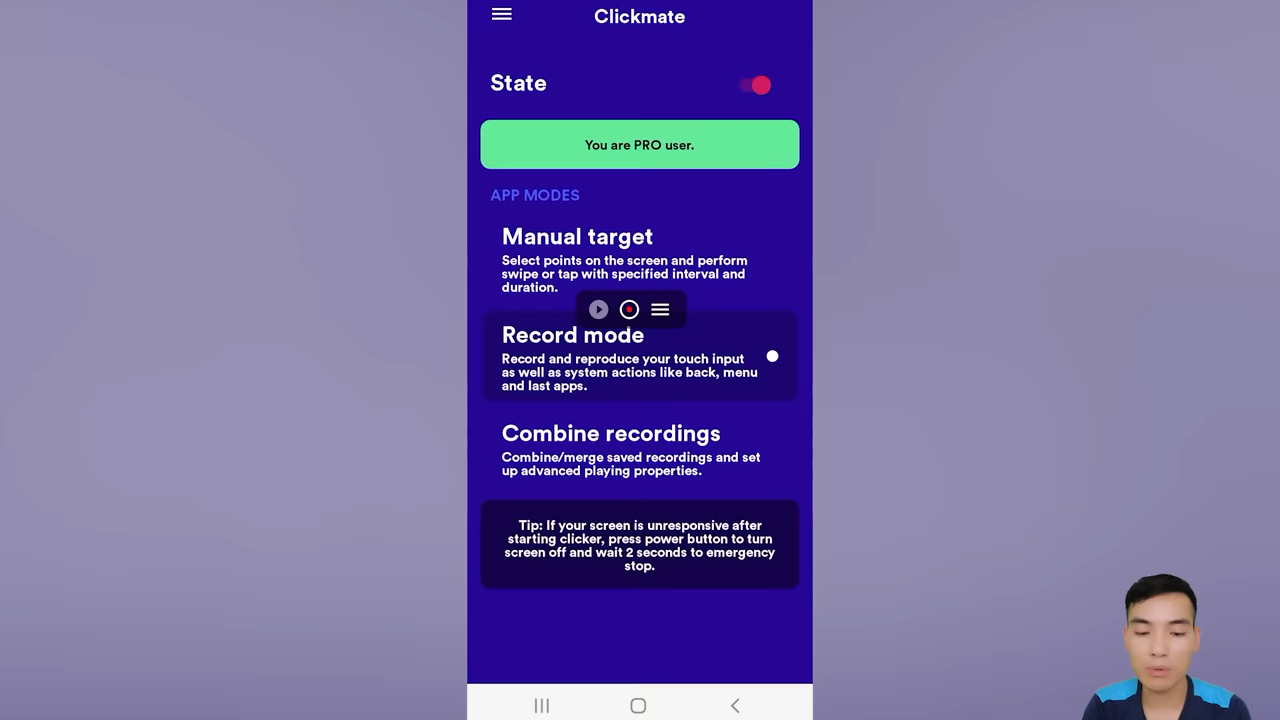 Clickmate
State
You are PRO user.
APP MODES
Manual target
Select points on the screen and perform
swipe or tap with specified interval and
duration.
Record mode
Record and reproduce your touch input
as well as system actions like back, menu
and last apps.
Combine recordings
Combine/merge saved recordings and set
up advanced playing properties.
Tip: If your screen is unresponsive after
starting clicker, press power button to turn
screen off and wait 2 seconds to emergency
stop.